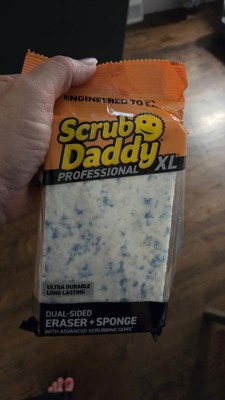 ENGINEERED TO
Scrub
Daddy
PROFESSIONAL XL
ULTRA DURABLE
LONG LASTING
DUAL-SIDED
ERASER + SPONGE
WITH ADVANCED SCRUBBING GEMS